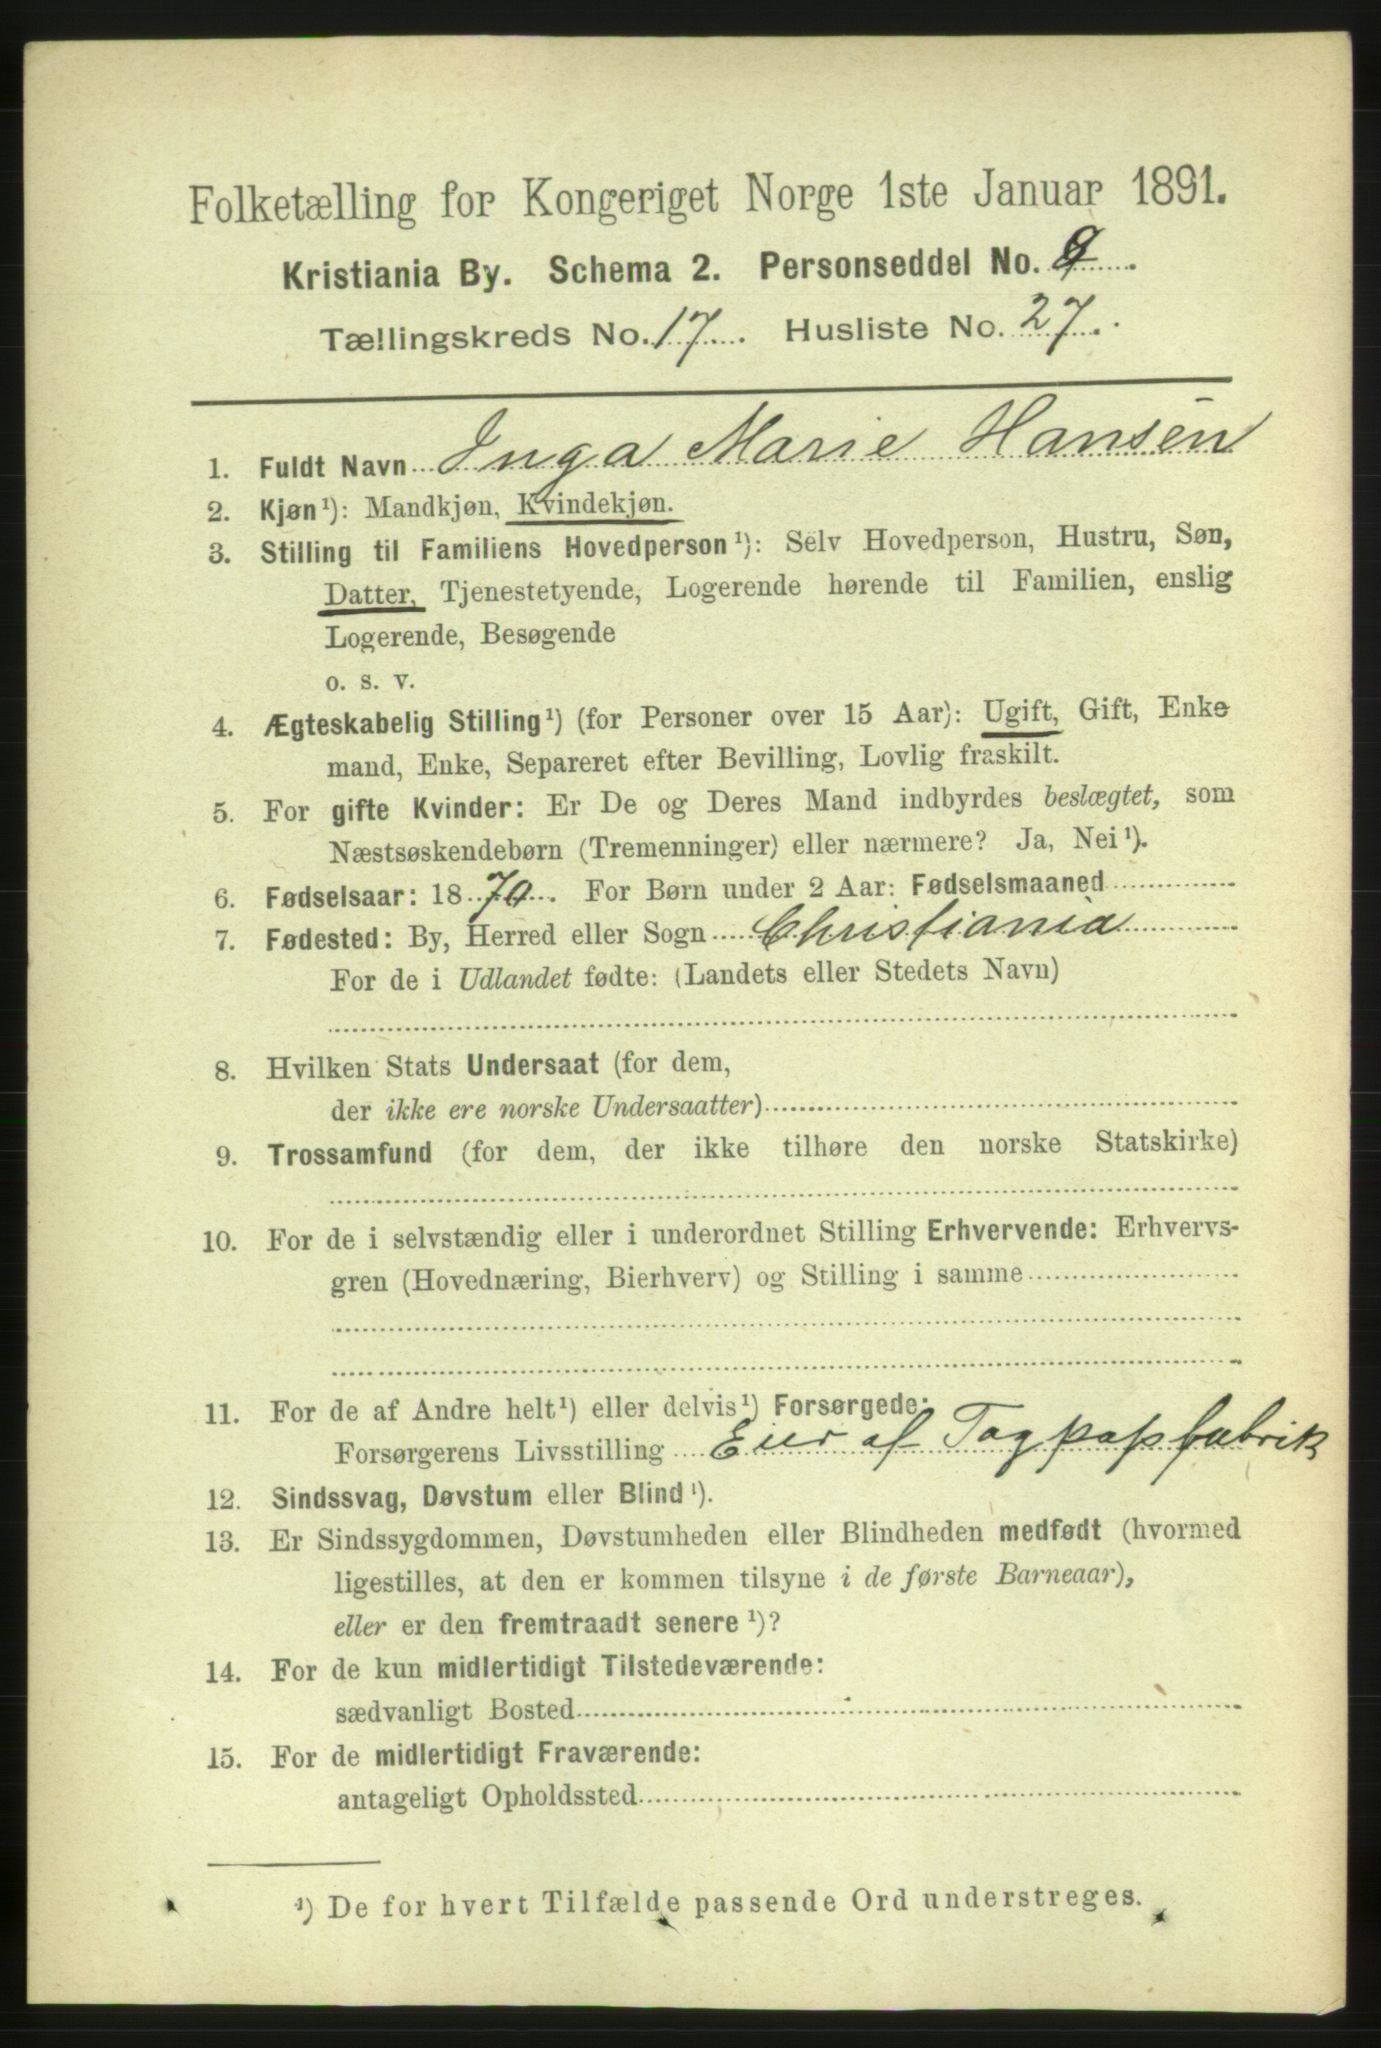 Folketælling for Kongeriget Norge 1ste Januar 1891.
Kristiania By. Schema 2. Personseddel No. 9.
Tællingskreds No. 17. Husliste No. 27.
1. Fuldt Navn Inga Marie Hansen
2. Kjøn¹): Mandkjøn, Kvindekjøn.
3. Stilling til Familiens Hovedperson¹): Selv Hovedperson, Hustru, Søn,
Datter, Tjenestetyende, Logerende hørende til Familien, enslig
Logerende, Besøgende
o. s. v.
4. Ægteskabelig Stilling¹) (for Personer over 15 Aar): Ugift, Gift, Enke-
mand, Enke, Separeret efter Bevilling, Lovlig fraskilt.
5. For gifte Kvinder: Er De og Deres Mand indbyrdes beslægtet, som
Næstsøskendebørn (Tremenninger) eller nærmere? Ja, Nei¹).
6. Fødselsaar: 1870. For Børn under 2 Aar: Fødselsmaaned
7. Fødested: By, Herred eller Sogn Christiania
For de i Udlandet fødte: (Landets eller Stedets Navn)
8. Hvilken Stats Undersaat (for dem,
der ikke ere norske Undersaatter)
9. Trossamfund (for dem, der ikke tilhøre den norske Statskirke)
10. For de i selvstændig eller i underordnet Stilling Erhvervende: Erhvervs-
gren (Hovednæring, Bierhverv) og Stilling i samme
11. For de af Andre helt¹) eller delvis¹) Forsørgede:
Forsørgerens Livsstilling Eier af Tagpapfabrik
12. Sindssvag, Døvstum eller Blind¹).
13. Er Sindssygdommen, Døvstumheden eller Blindheden medfødt (hvormed
ligestilles, at den er kommen tilsyne i de første Barneaar),
eller er den fremtraadt senere¹)?
14. For de kun midlertidigt Tilstedeværende:
sædvanligt Bosted
15. For de midlertidigt Fraværende:
antageligt Opholdssted
¹) De for hvert Tilfælde passende Ord understreges.